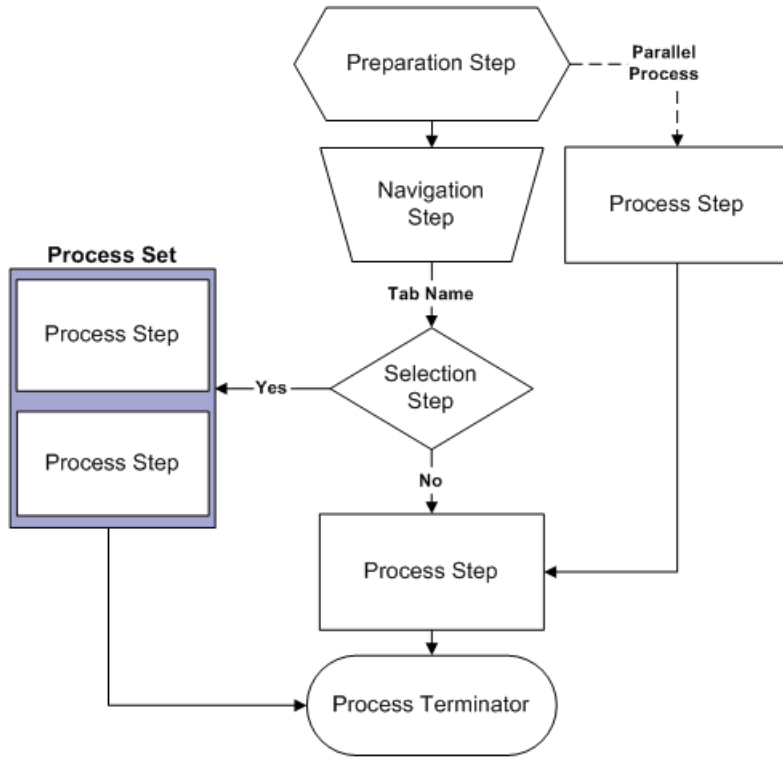 Preparation Step
Parallel
Process
Navigation
Step
Process Step
Tab Name
Process Set
Process Step
Process Step
Yes
Selection
Step
No
Process Step
Process Terminator